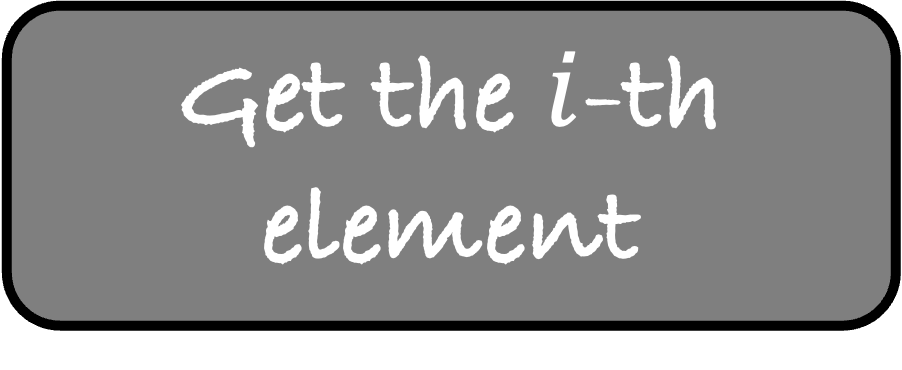 Get the i-th
element